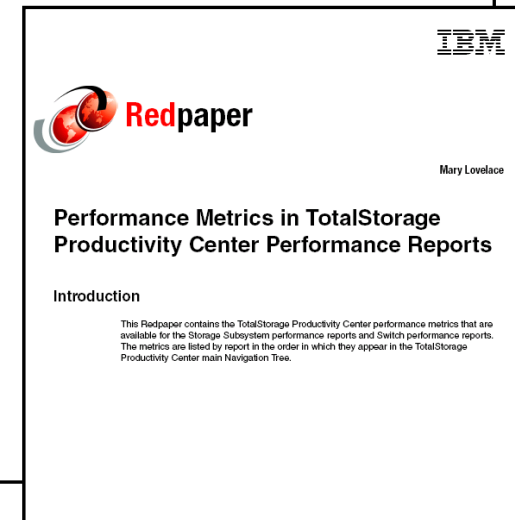 IBM
Redpaper
Mary Lovelace
Performance Metrics in TotalStorage
Productivity Center Performance Reports
Introduction
This Redpaper contains the TotalStorage Productivity Center performance metrics that are
available for the Storage Subsystem performance reports and Switch performance reports.
The metrics are listed by report in the order in which they appear in the TotalStorage
Productivity Center main Navigation Tree.